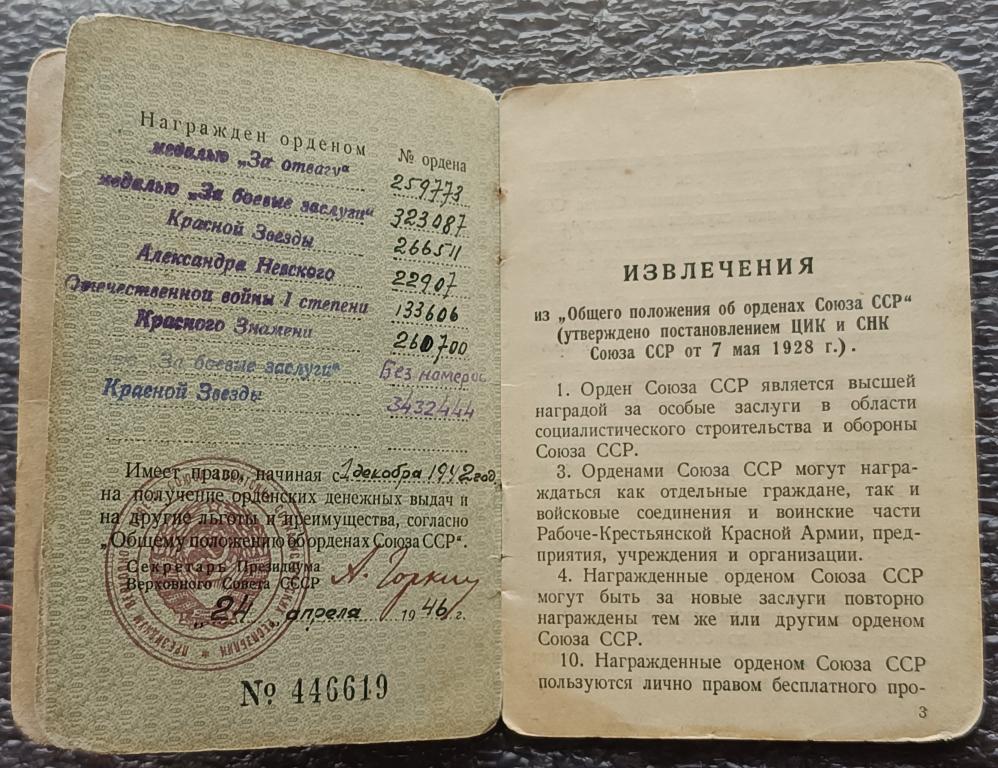 Награжден орденом № ордена
медалью „За отвагу“ 259773
медалью „За боевые заслуги“ 323087
Красной Звезды 266511
Александра Невского 22907
Отечественной войны I степени 133606
Красного Знамени 260700
За боевые заслуги“ Без номера
Красной Звезды 3432444
Имеет право, начиная с 1 декабра 1942 год
на получение орденских денежных выдач и
на другие льготы и преимущества, согласно
„Общему положению об орденах Союза ССР“.
Секретарь Президиума
Верховного Совета СССР А. Горкин
„24“ апреля 1946 г.
№ 446619
ИЗВЛЕЧЕНИЯ
из „Общего положения об орденах Союза ССР“
(утверждено постановлением ЦИК и СНК
Союза ССР от 7 мая 1928 г.).
1. Орден Союза ССР является высшей
наградой за особые заслуги в области
социалистического строительства и обороны
Союза ССР.
3. Орденами Союза ССР могут награ-
ждаться как отдельные граждане, так и
войсковые соединения и воинские части
Рабоче-Крестьянской Красной Армии, пред-
приятия, учреждения и организации.
4. Награжденные орденом Союза ССР
могут быть за новые заслуги повторно
награждены тем же или другим орденом
Союза ССР.
10. Награжденные орденом Союза ССР
пользуются лично правом бесплатного про-
3